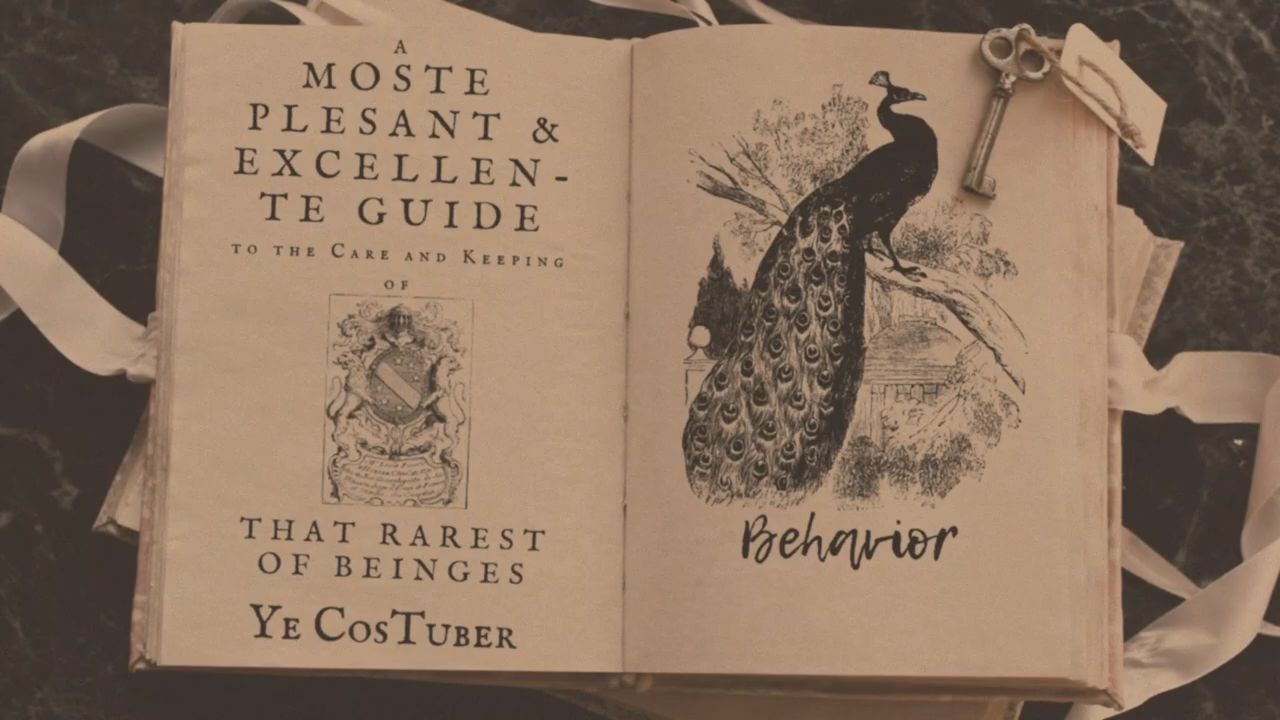 A
MOSTE
PLESANT &
EXCELLEN-
TE GUIDE
TO THE CARE AND KEEPING
OF
THAT RAREST
OF BEINGES
YE COSTUBER
Behavior